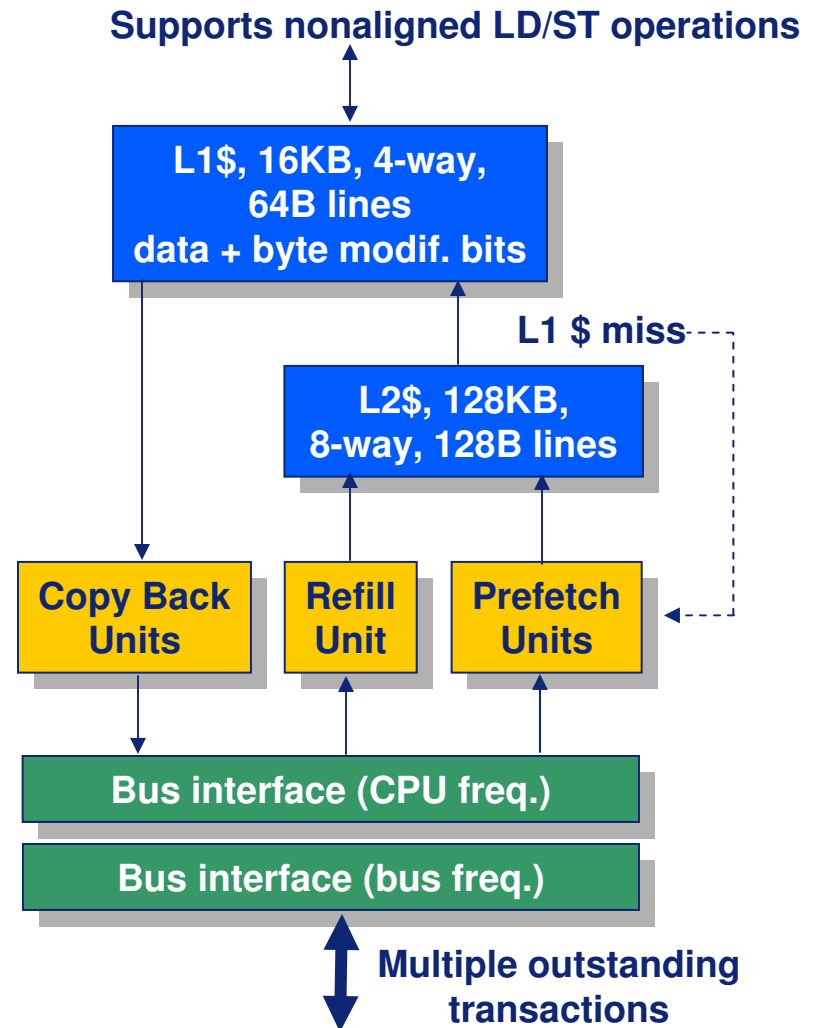 Supports nonaligned LD/ST operations
L1$, 16KB, 4-way,
64B lines
data + byte modif. bits
L1 $ miss
L2$, 128KB,
8-way, 128B lines
Copy Back
Units
Refill
Unit
Prefetch
Units
Bus interface (CPU freq.)
Bus interface (bus freq.)
Multiple outstanding
transactions